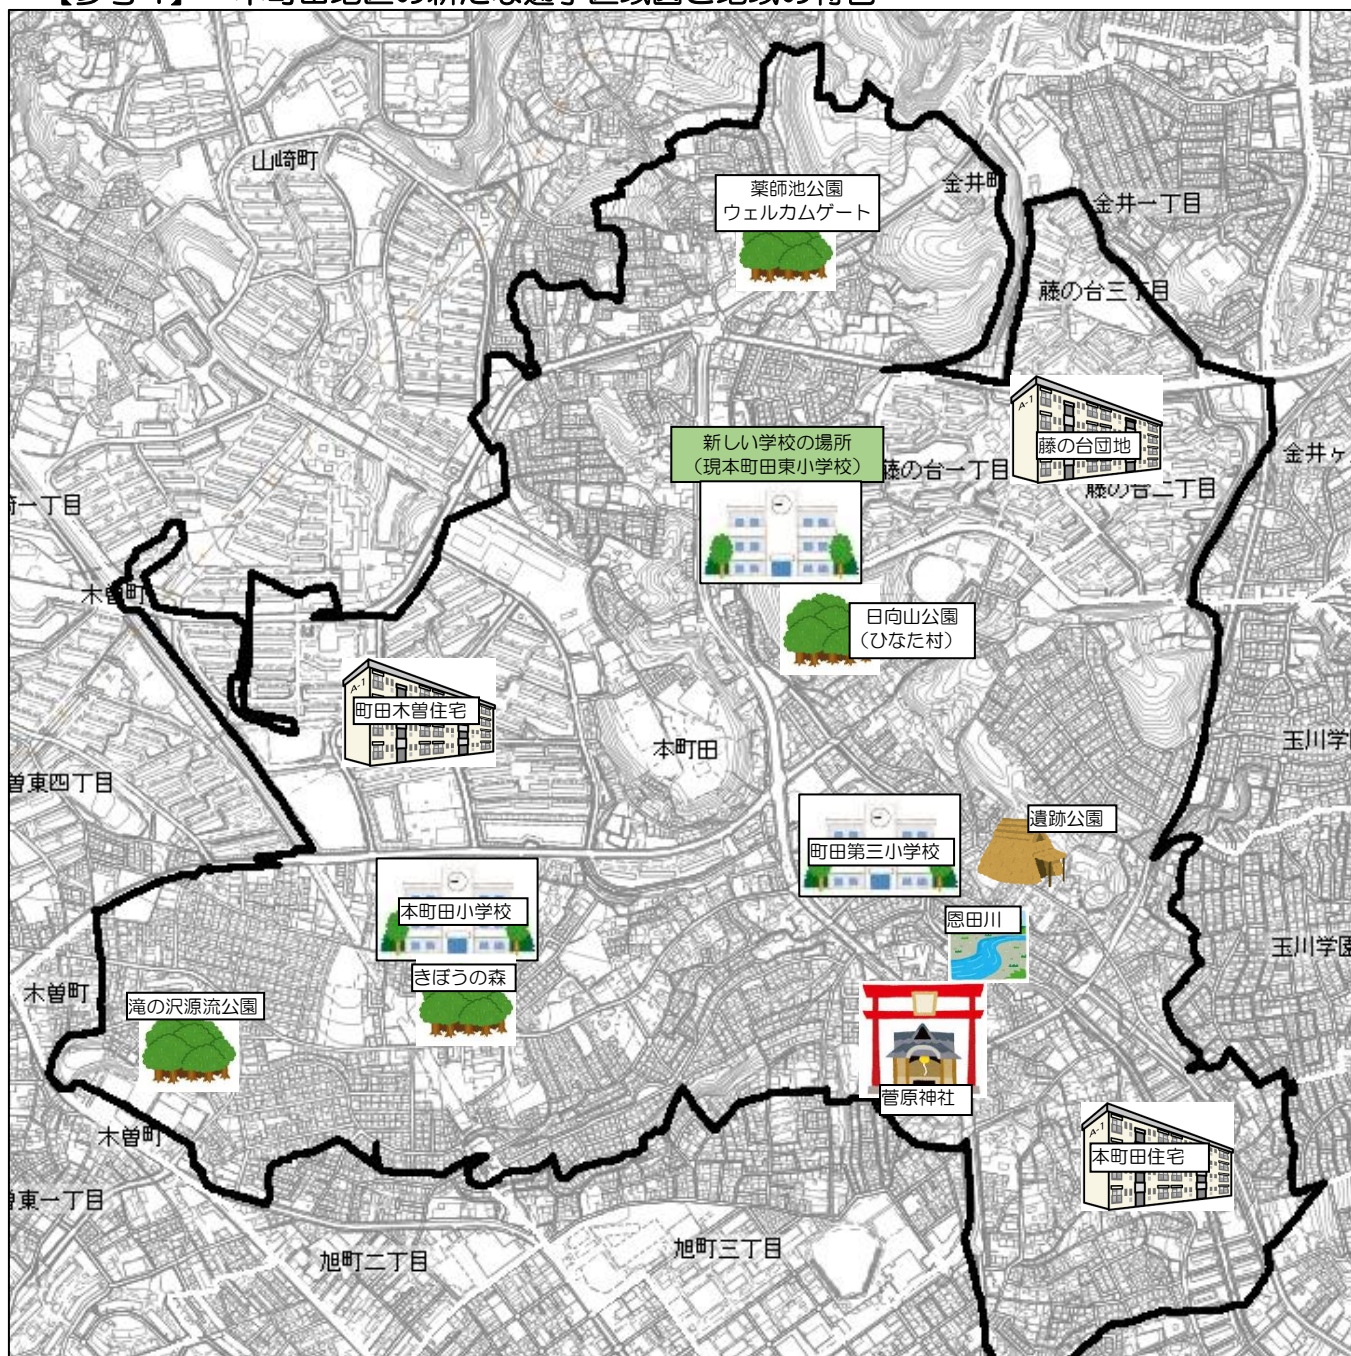 山崎町
薬師池公園
ウェルカムゲート
金井町
金井一丁目
藤の台三丁目
新しい学校の場所
（現本町田東小学校）
藤の台団地
藤の台一丁目
藤の台二丁目
金井ヶ
一丁目
木曽町
日向山公園
（ひなた村）
町田木曽住宅
本町田
玉川学
曽東四丁目
町田第三小学校
遺跡公園
本町田小学校
恩田川
玉川学園
きぼうの森
木曽町
滝の沢源流公園
菅原神社
木曽町
本町田住宅
東一丁目
旭町二丁目
旭町三丁目
A-1
A-1
A-1